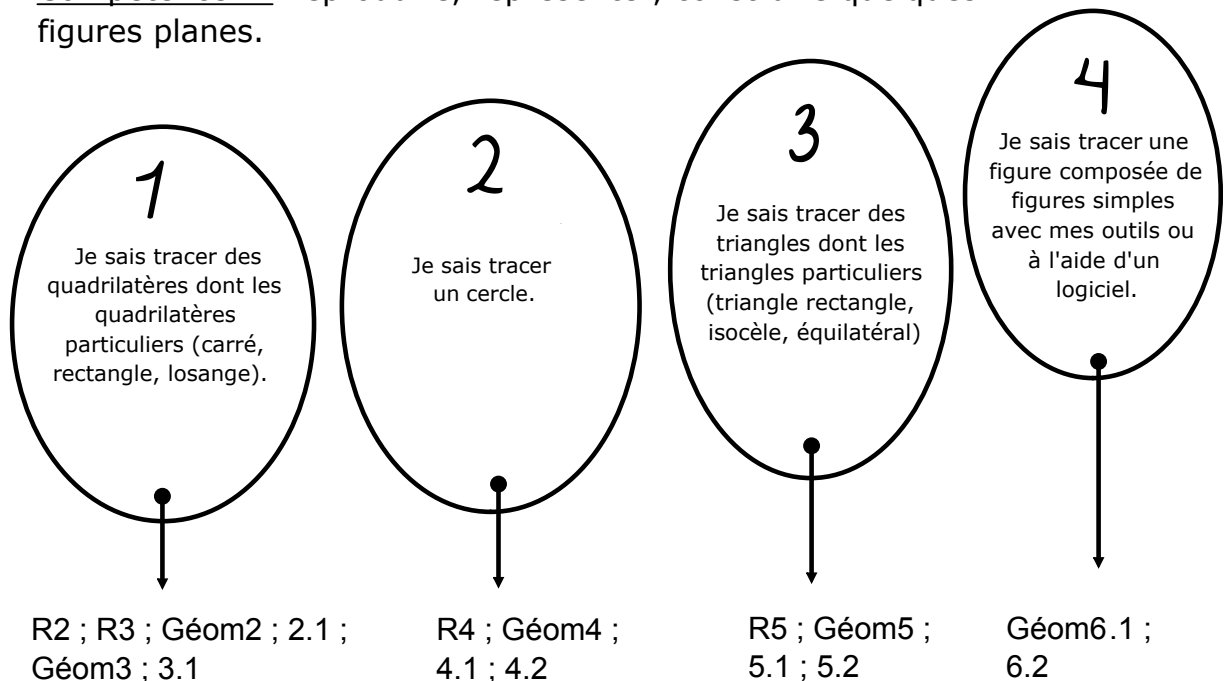 figures planes.
1
Je sais tracer des
quadrilatères dont les
quadrilatères
particuliers (carré,
rectangle, losange).
2
Je sais tracer
un cercle.
3
Je sais tracer des
triangles dont les
triangles particuliers
(triangle rectangle,
isocèle, équilatéral)
4
Je sais tracer une
figure composée de
figures simples
avec mes outils ou
à l'aide d'un
logiciel.
R2 ; R3 ; Géom2 ; 2.1 ;
Géom3 ; 3.1
R4 ; Géom4 ;
4.1 ; 4.2
R5 ; Géom5 ;
5.1 ; 5.2
Géom6.1 ;
6.2